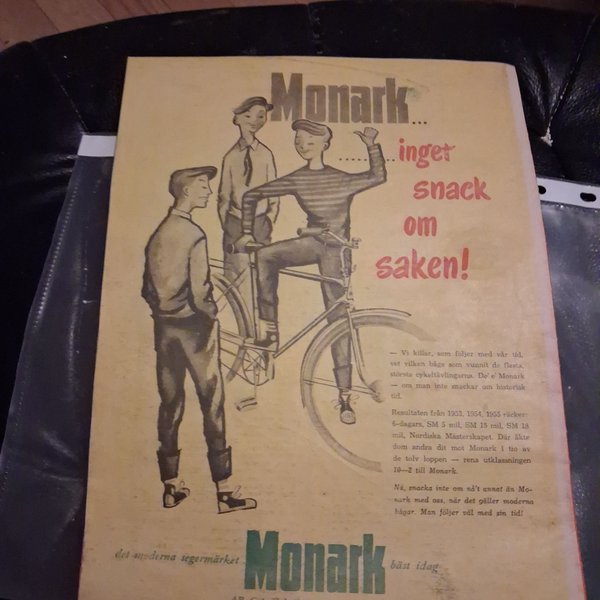 Monark...
......inget
snack
om
saken!
— Vi killar, som följer med vår tid,
vet vilken båge som vunnit de flesta,
största cykeltävlingarna. De' e' Monark
— om man inte snackar om historisk
tid.
Resultaten från 1953, 1954, 1955 räcker:
6-dagars, SM 5 mil, SM 15 mil, SM 18
mil, Nordiska Mästerskapet. Där åkte
dom andra dit mot Monark i tio av
de tolv loppen — rena utklassningen
10—2 till Monark.
Nä, snacka inte om nå't annat än Mo-
nark med oss, när det gäller moderna
bågar. Man följer väl med sin tid!
det moderna segermärket Monark bäst idag